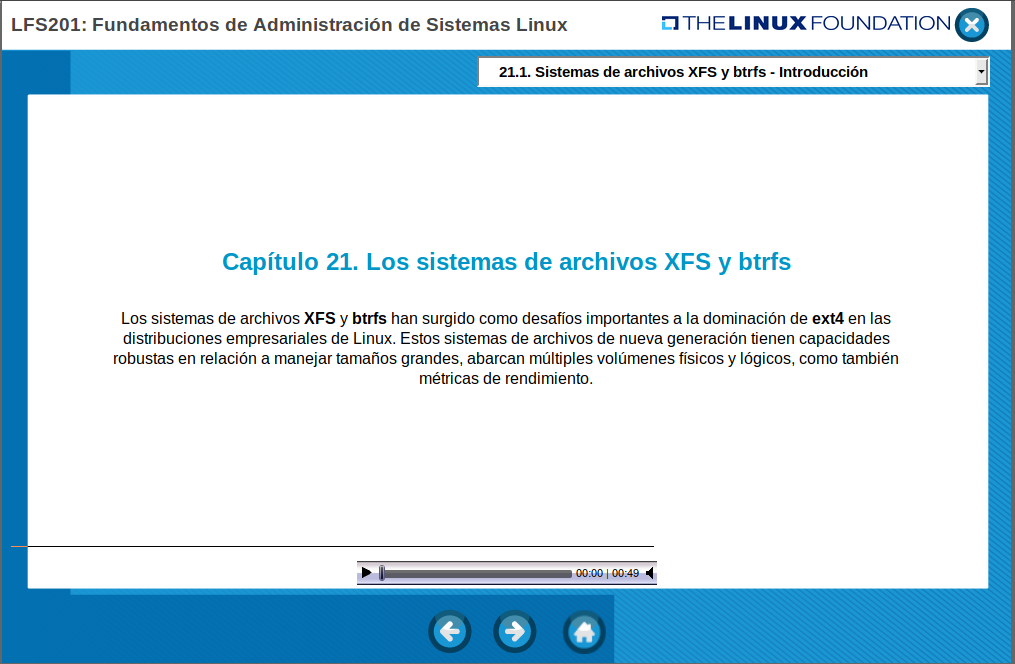 LFS201: Fundamentos de Administración de Sistemas Linux
THE LINUX FOUNDATION
21.1. Sistemas de archivos XFS y btrfs - Introducción
Capítulo 21. Los sistemas de archivos XFS y btrfs
Los sistemas de archivos XFS y btrfs han surgido como desafíos importantes a la dominación de ext4 en las
distribuciones empresariales de Linux. Estos sistemas de archivos de nueva generación tienen capacidades
robustas en relación a manejar tamaños grandes, abarcan múltiples volúmenes físicos y lógicos, como también
métricas de rendimiento.
00:00 | 00:49